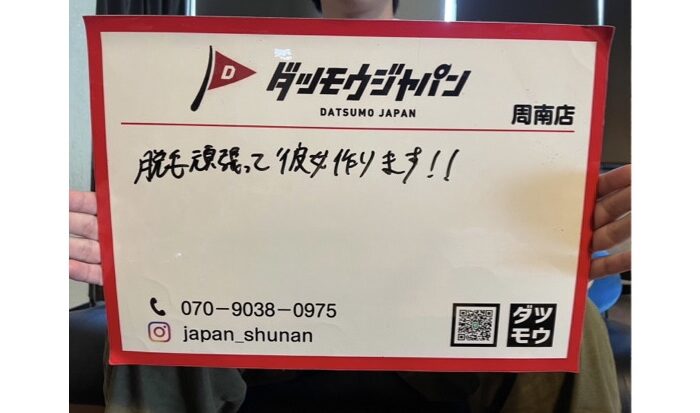 D
ダツモウジャパン
DATSUMO JAPAN
周南店
脱毛頑張って彼女作ります!!
070-9038-0975
japan_shunan
ダツ
モウ